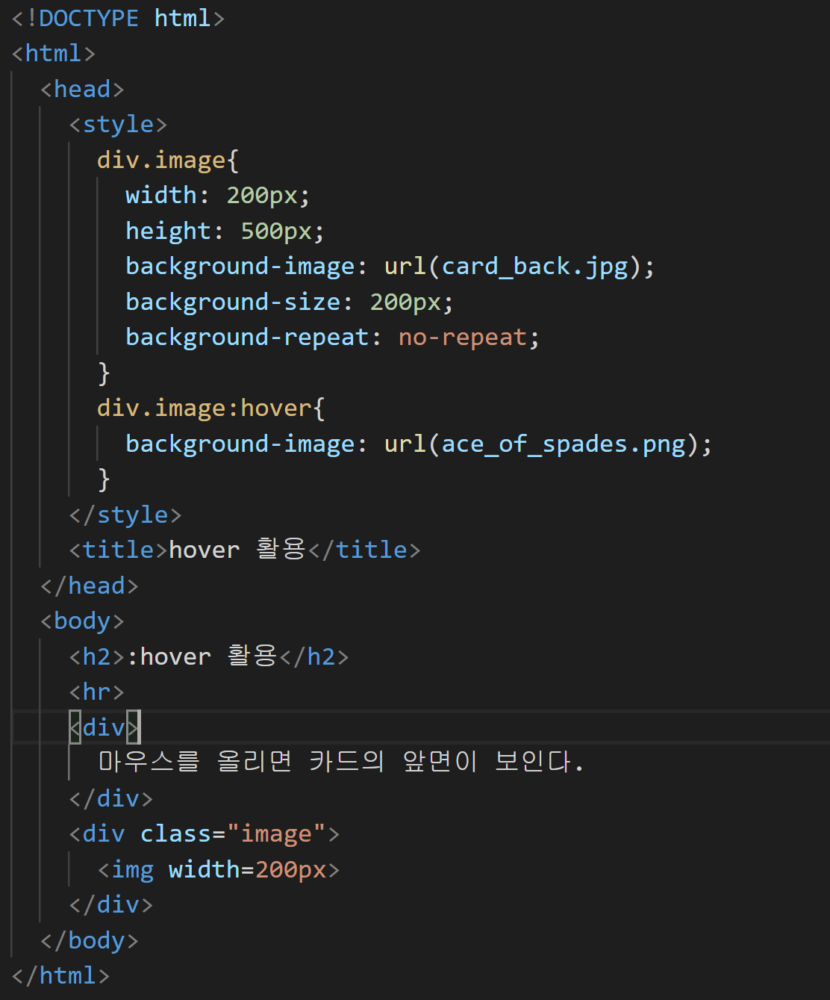 <!DOCTYPE html>
<html>
  <head>
    <style>
      div.image{
        width: 200px;
        height: 500px;
        background-image: url(card_back.jpg);
        background-size: 200px;
        background-repeat: no-repeat;
      }
      div.image:hover{
        background-image: url(ace_of_spades.png);
      }
    </style>
    <title>hover 활용</title>
  </head>
  <body>
    <h2>:hover 활용</h2>
    <hr>
    <div>
      마우스를 올리면 카드의 앞면이 보인다.
    </div>
    <div class="image">
      <img width=200px>
    </div>
  </body>
</html>